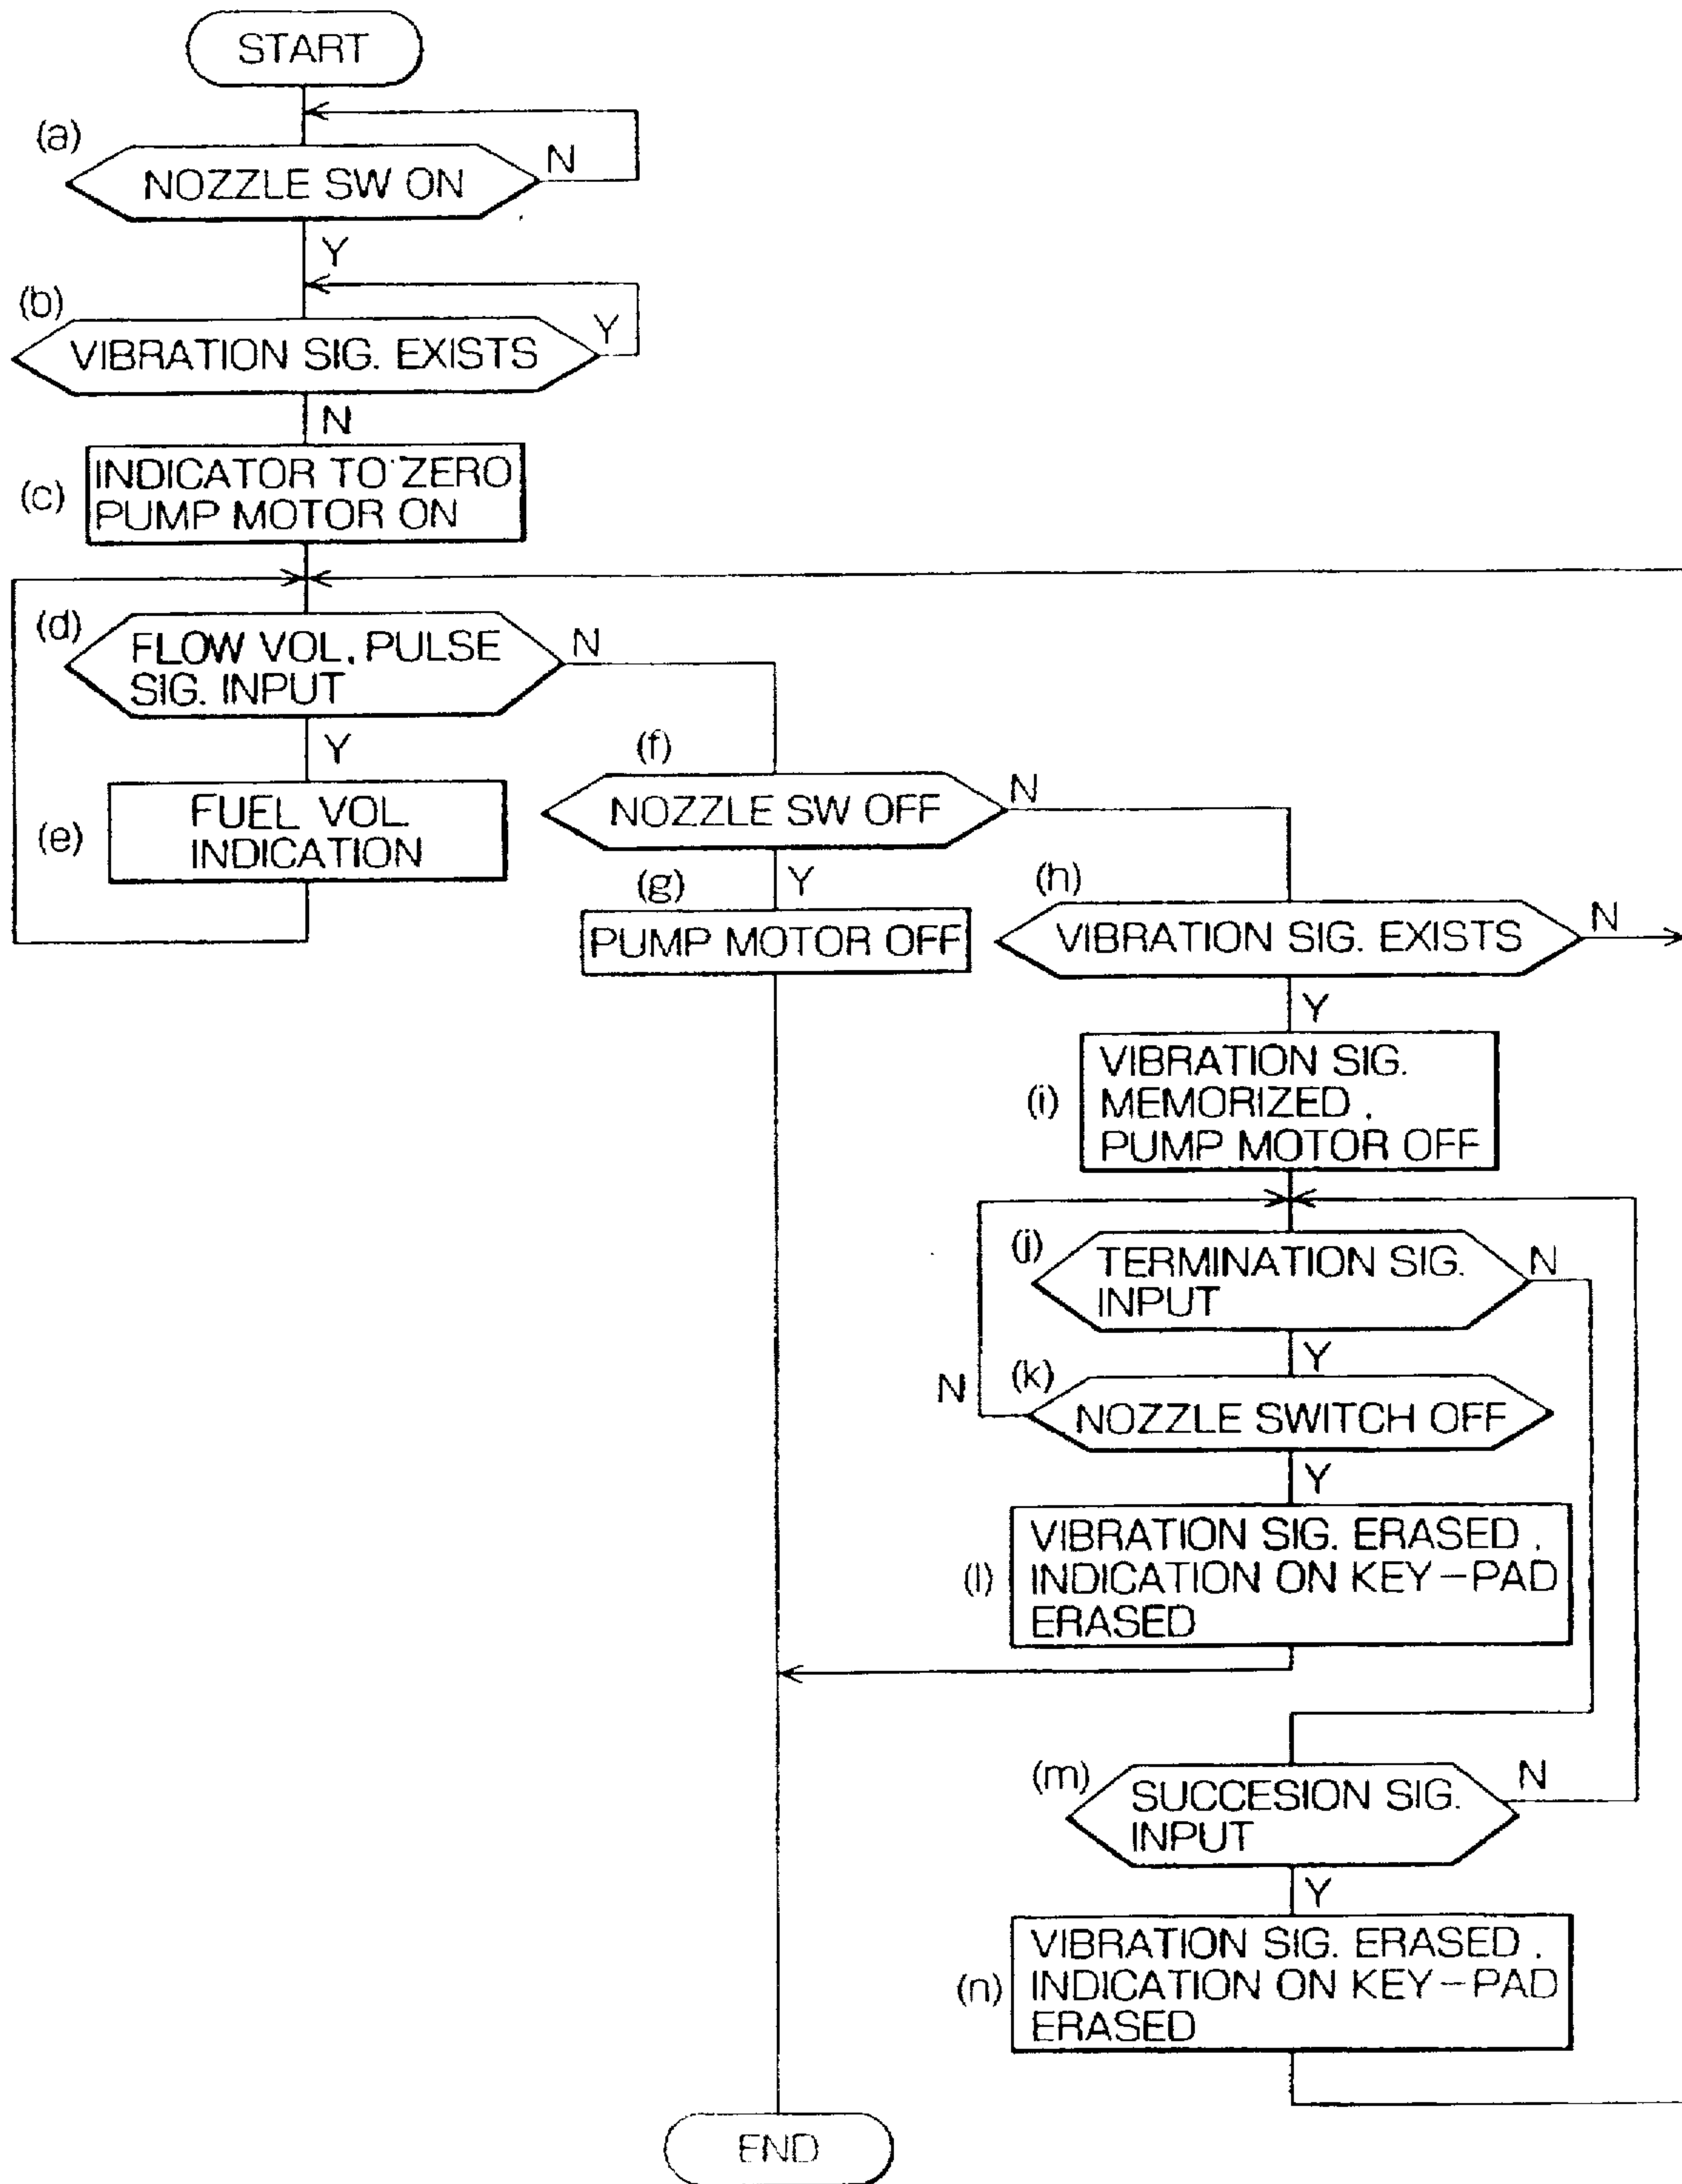 START
(a)
NOZZLE SW ON
N
Y
(b)
VIBRATION SIG. EXISTS
Y
N
(c)
INDICATOR TO ZERO
PUMP MOTOR ON
(d)
FLOW VOL. PULSE
SIG. INPUT
N
Y
(e)
FUEL VOL.
INDICATION
(f)
NOZZLE SW OFF
N
Y
(g)
PUMP MOTOR OFF
(h)
VIBRATION SIG. EXISTS
N
Y
(i)
VIBRATION SIG.
MEMORIZED,
PUMP MOTOR OFF
(j)
TERMINATION SIG.
INPUT
N
Y
(k)
N
NOZZLE SWITCH OFF
Y
(l)
VIBRATION SIG. ERASED,
INDICATION ON KEY-PAD
ERASED
(m)
SUCCESION SIG.
INPUT
N
Y
(n)
VIBRATION SIG. ERASED,
INDICATION ON KEY-PAD
ERASED
END